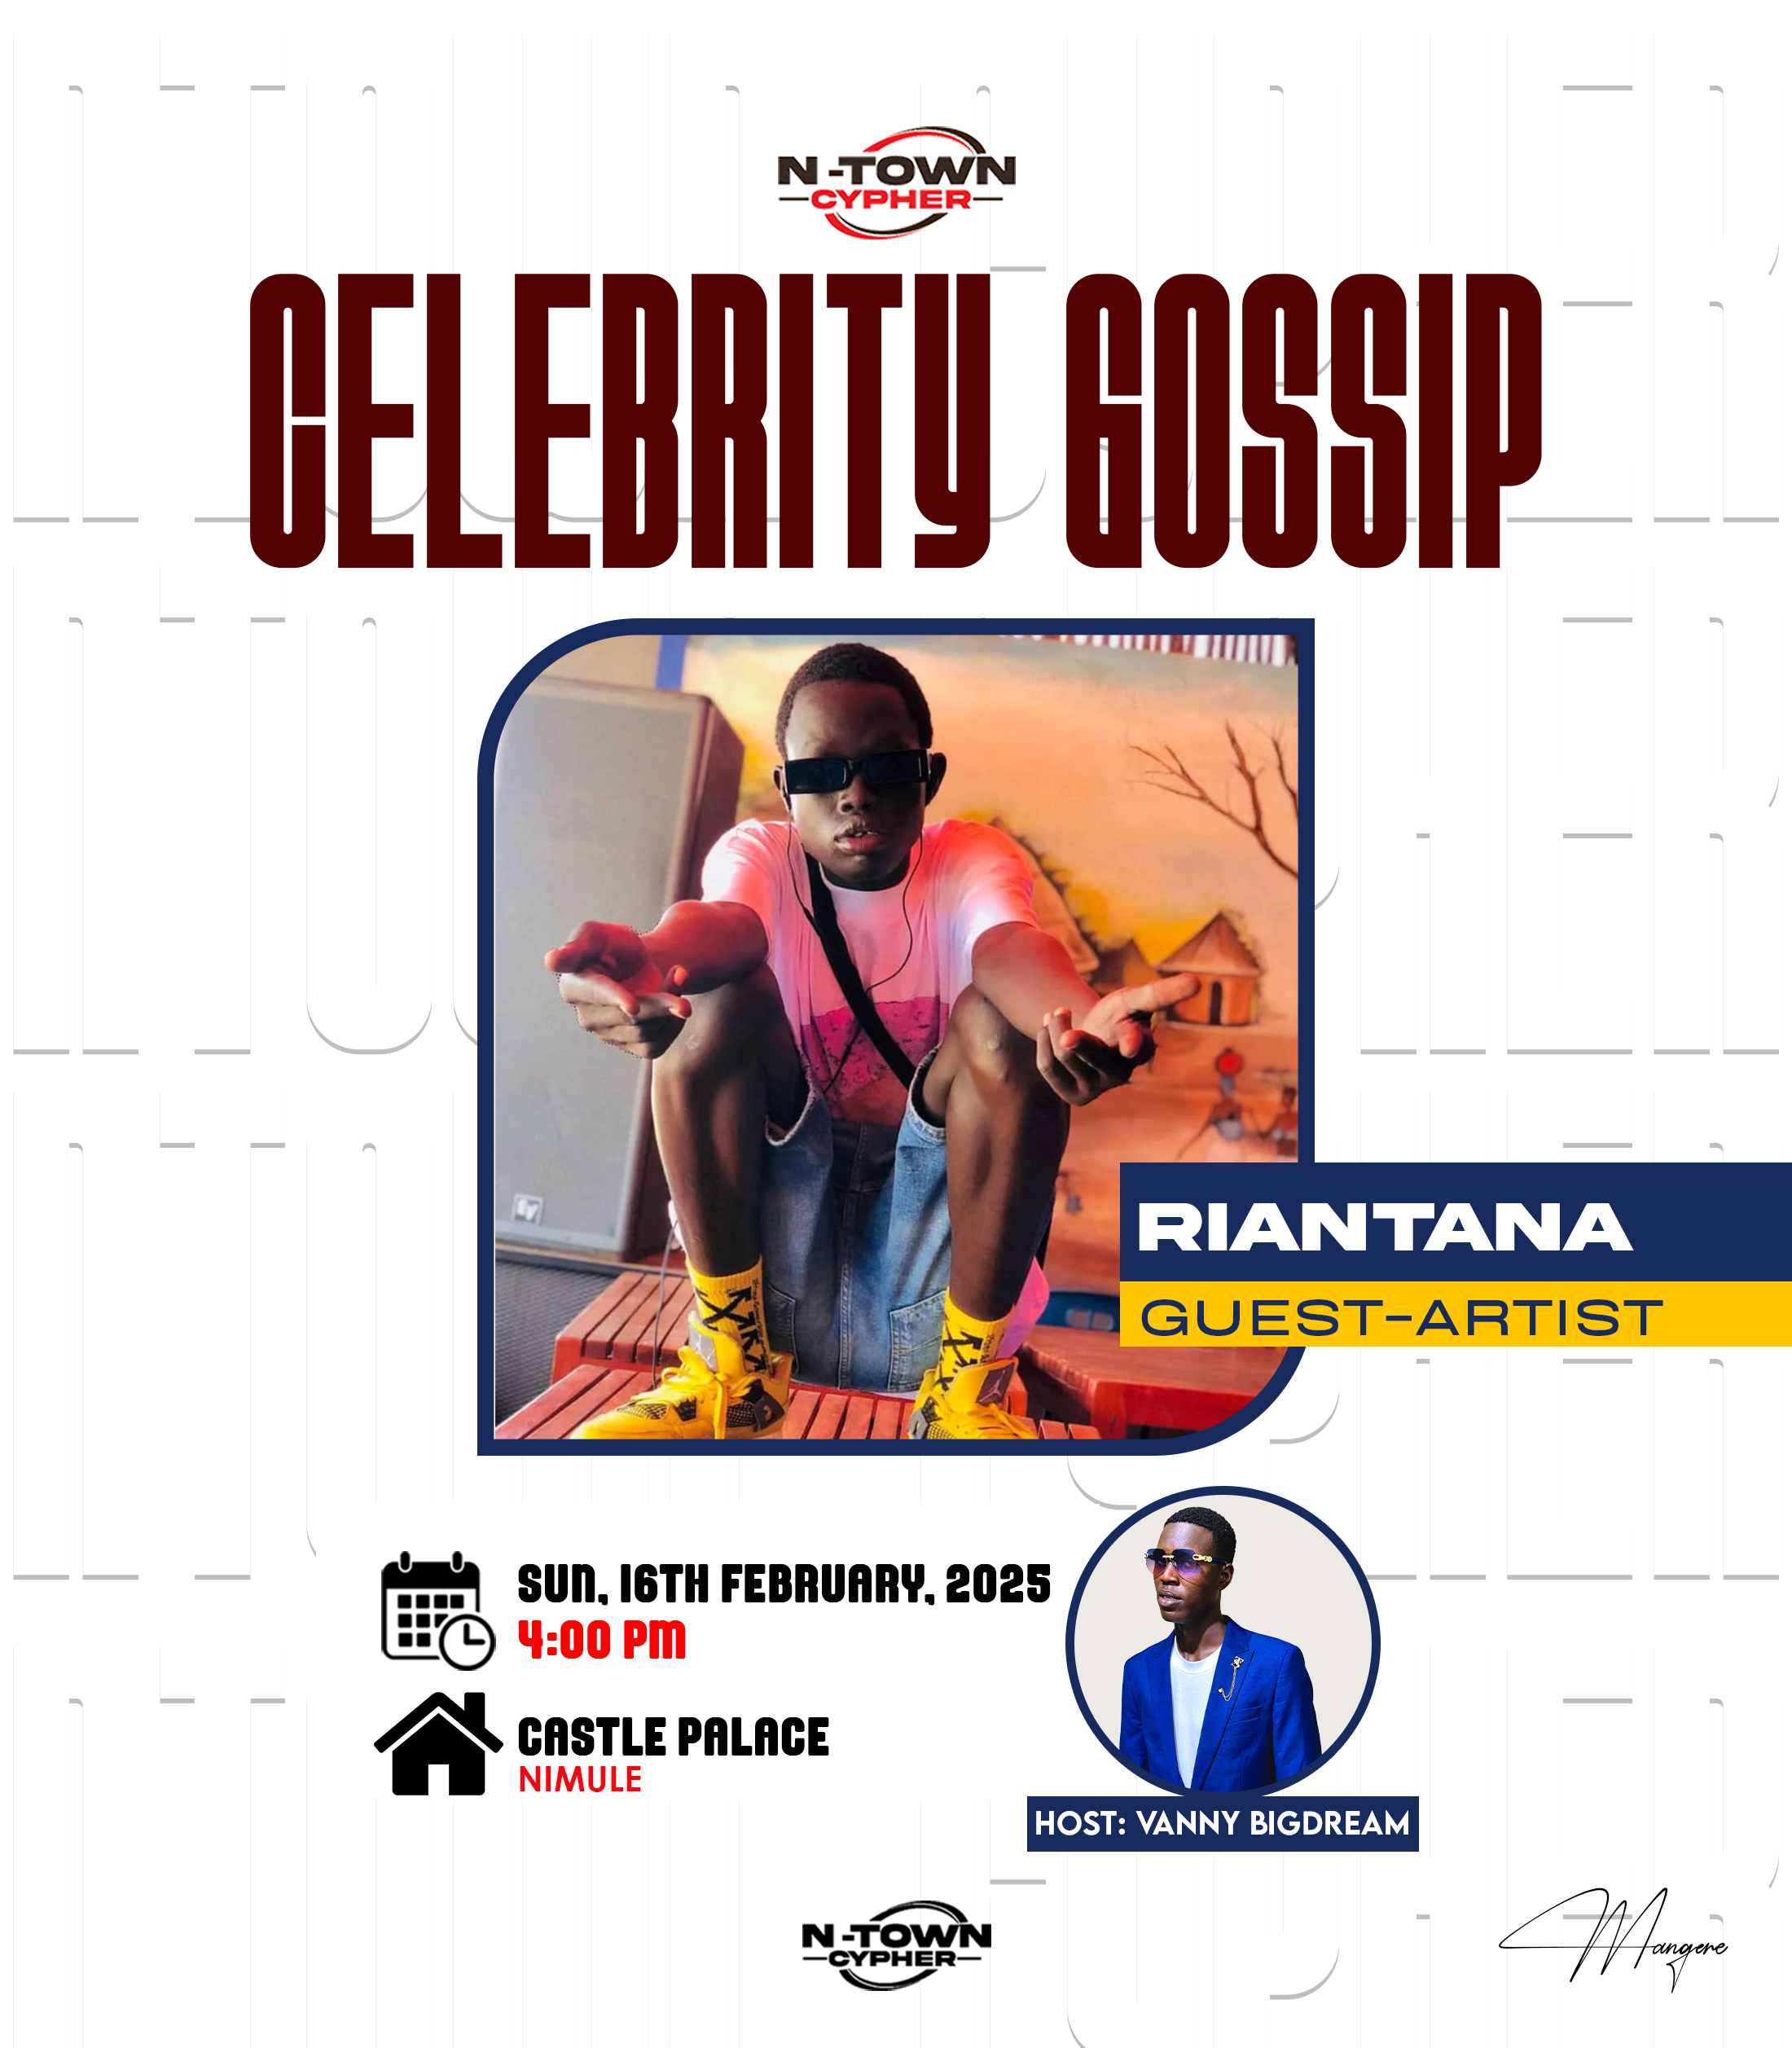 N-TOWN
CYPHER
CELEBRITY GOSSIP
RIANTANA
GUEST-ARTIST
SUN, 16TH FEBRUARY, 2025
4:00 PM
CASTLE PALACE
NIMULE
HOST: VANNY BIGDREAM
N-TOWN
CYPHER
Mangere